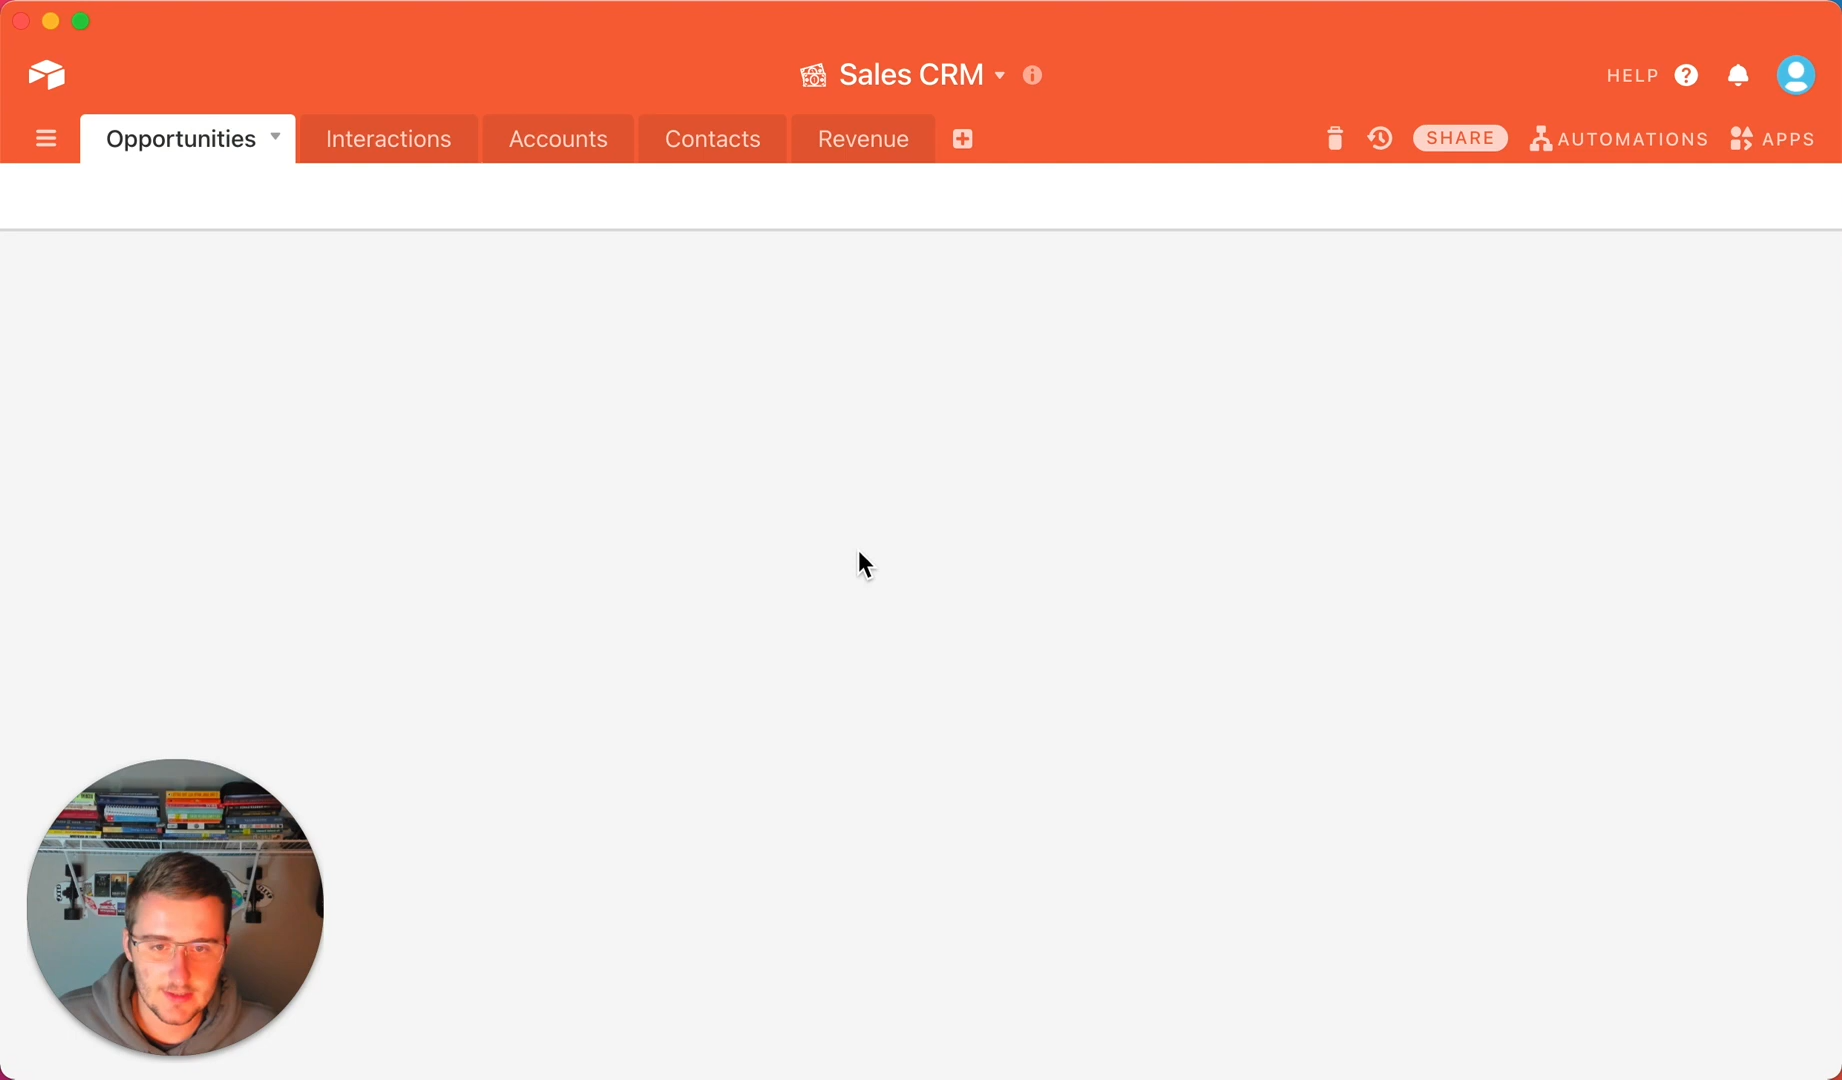 Sales CRM
HELP
Opportunities
Interactions
Accounts
Contacts
Revenue
SHARE
AUTOMATIONS
APPS